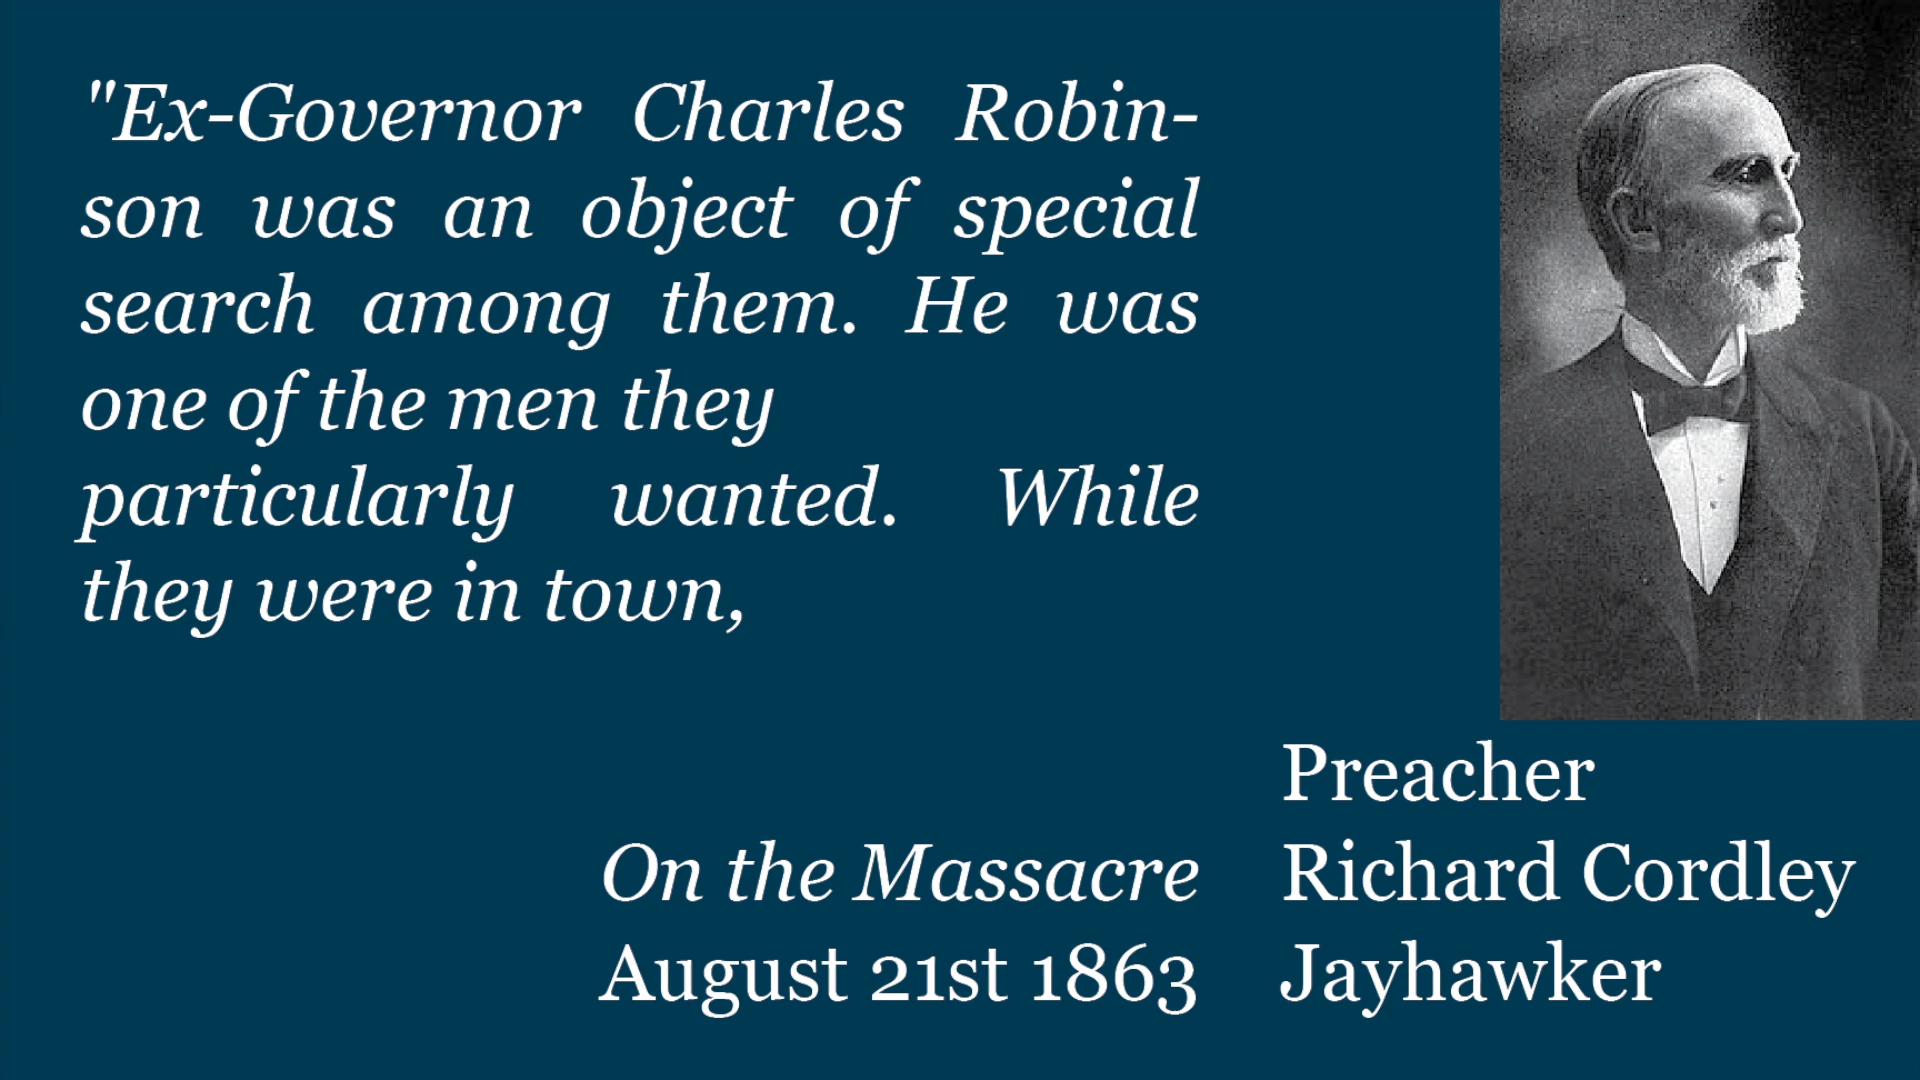 "Ex-Governor Charles Robin-
son was an object of special
search among them. He was
one of the men they
particularly wanted. While
they were in town,
On the Massacre
August 21st 1863
Preacher
Richard Cordley
Jayhawker